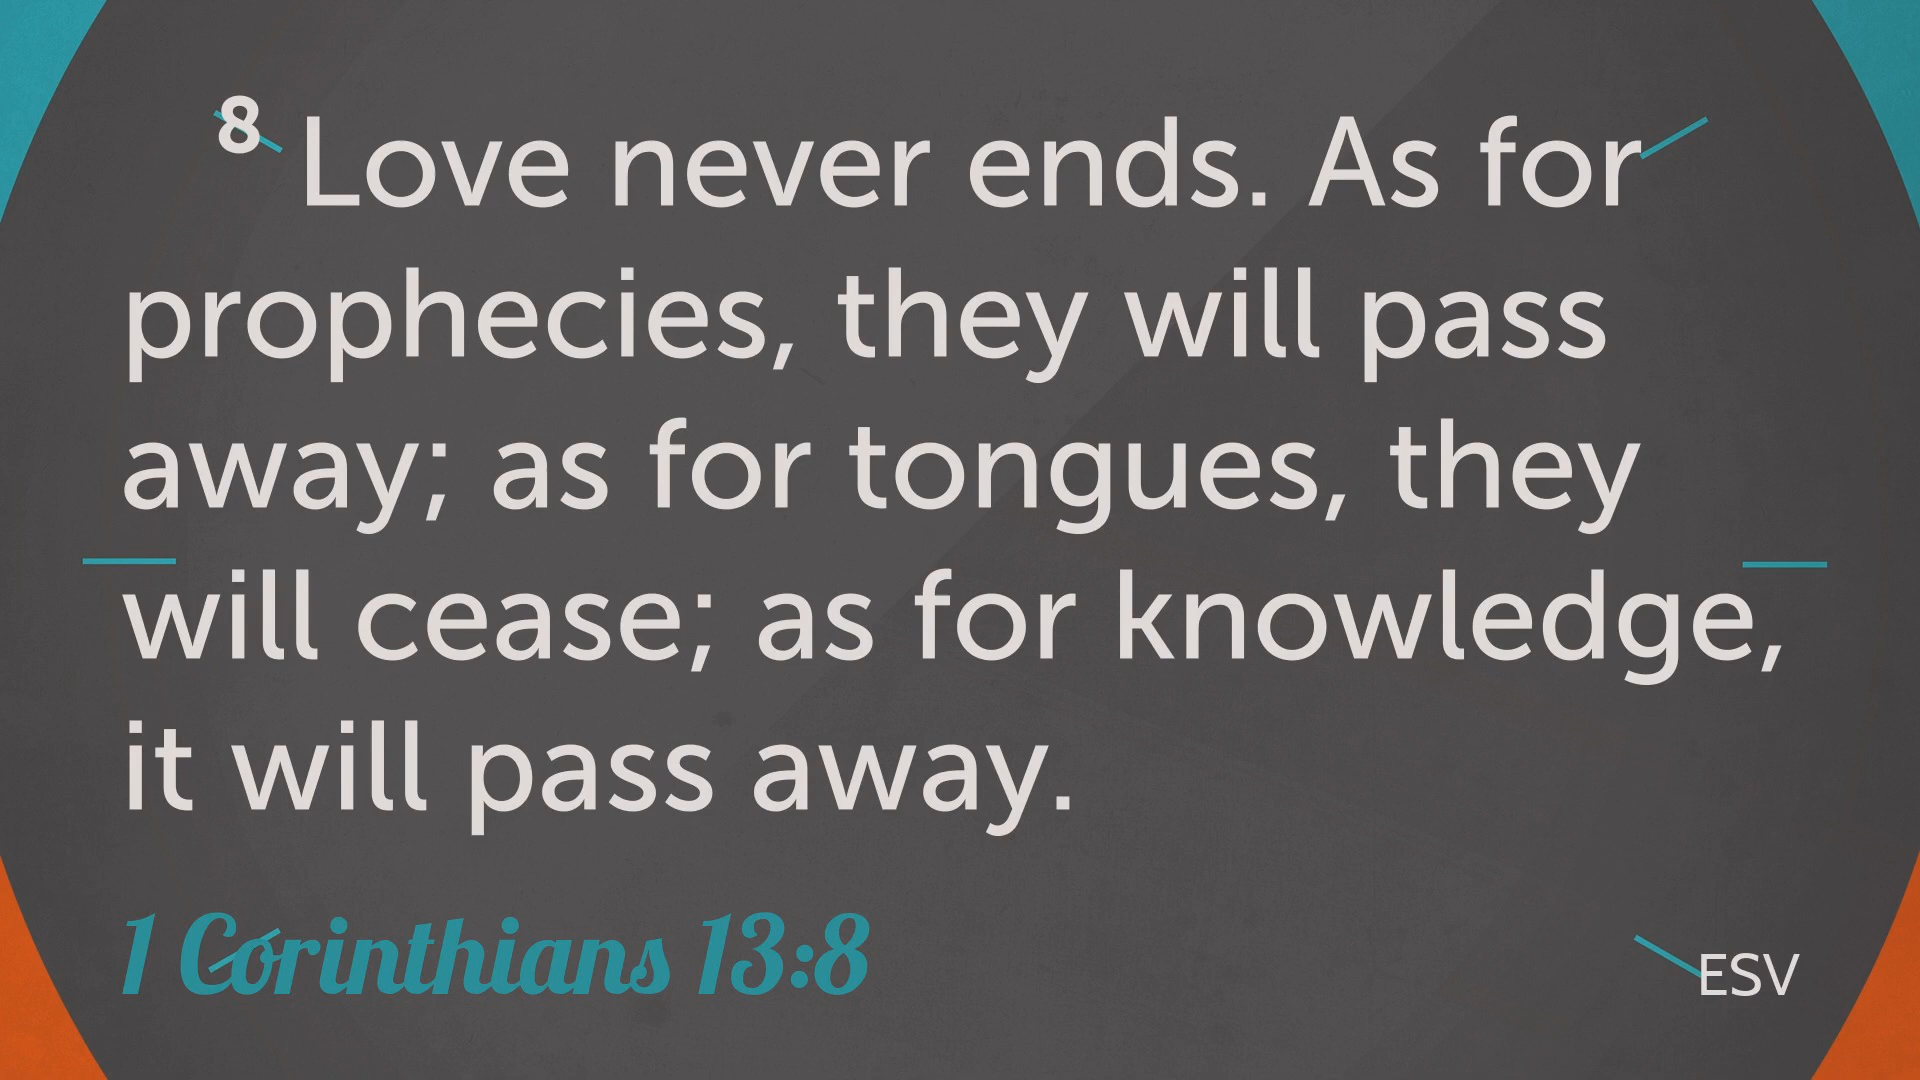 8 Love never ends. As for
prophecies, they will pass
away; as for tongues, they
will cease; as for knowledge,
it will pass away.
1 Corinthians 13:8
ESV